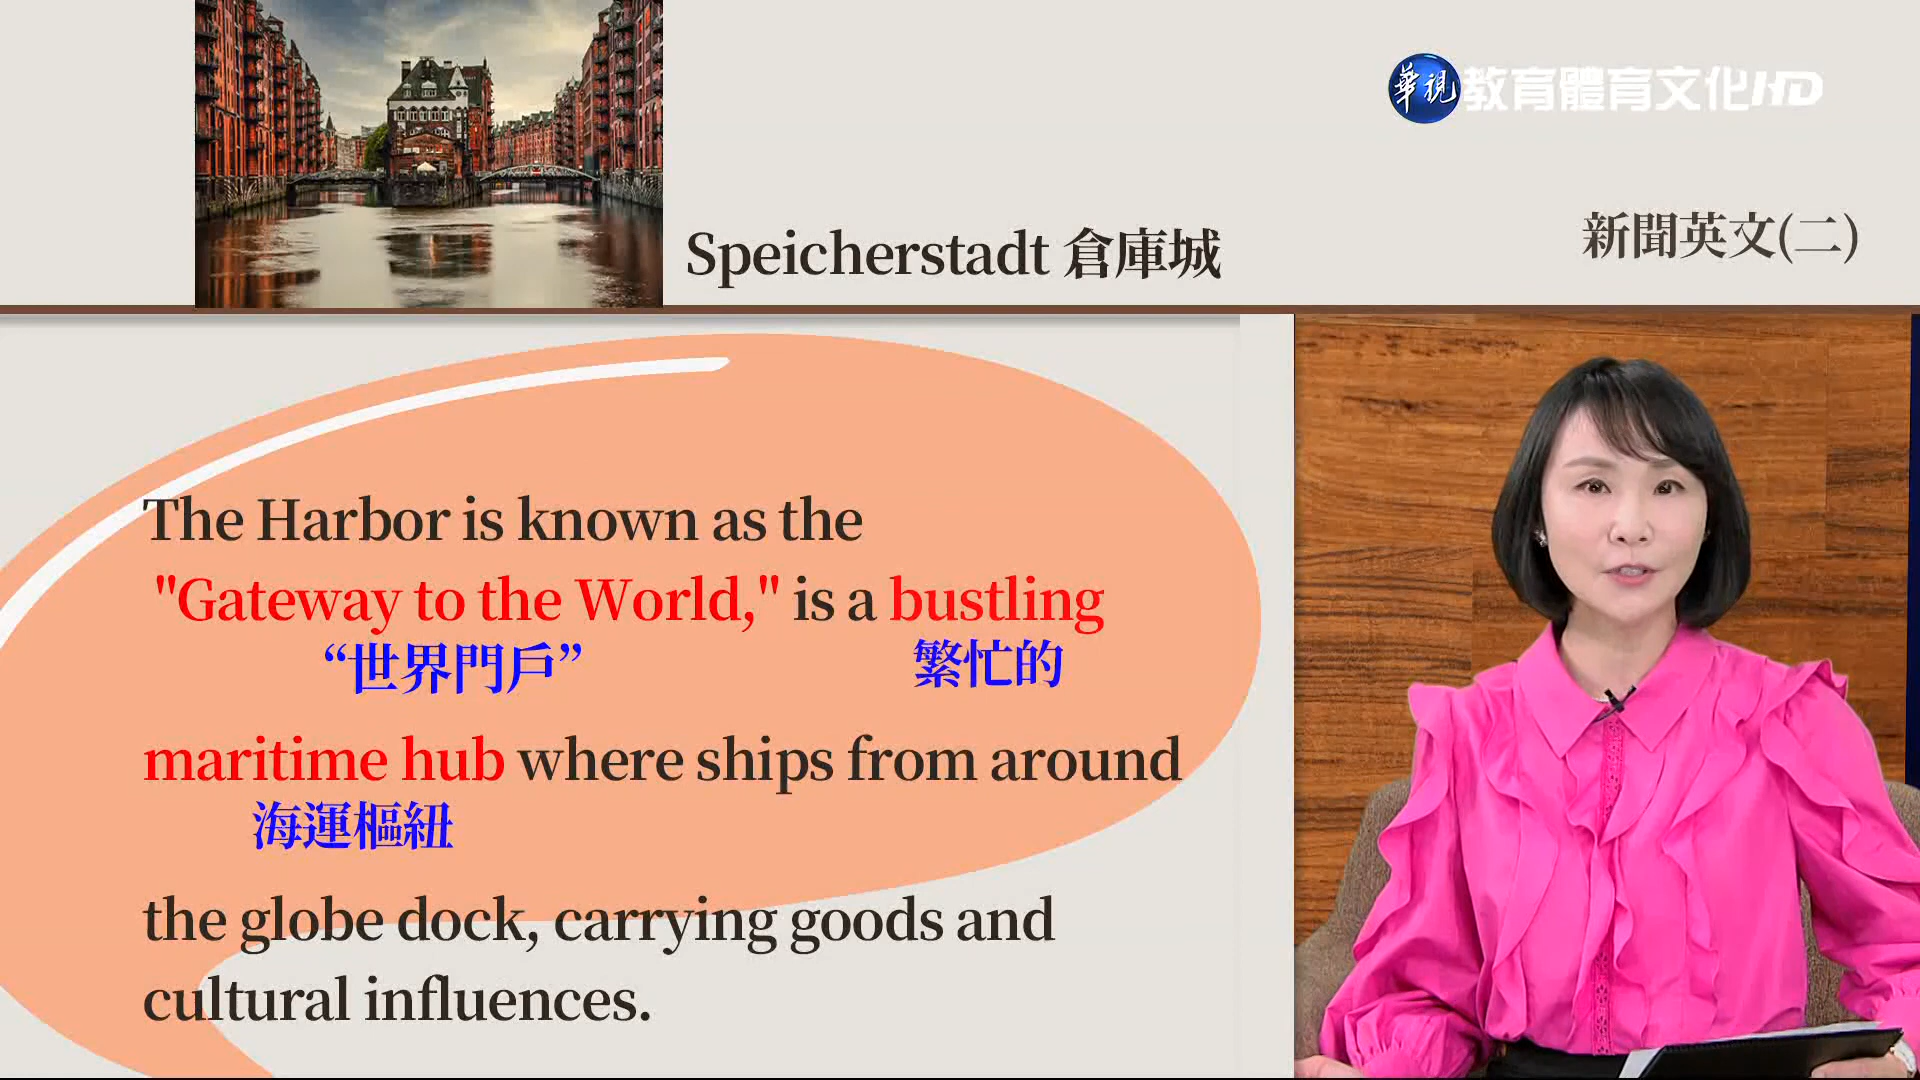 華視 教育體育文化HD
Speicherstadt 倉庫城
新聞英文(二)
The Harbor is known as the
"Gateway to the World," is a bustling
“世界門戶” 繁忙的
maritime hub where ships from around
海運樞紐
the globe dock, carrying goods and
cultural influences.